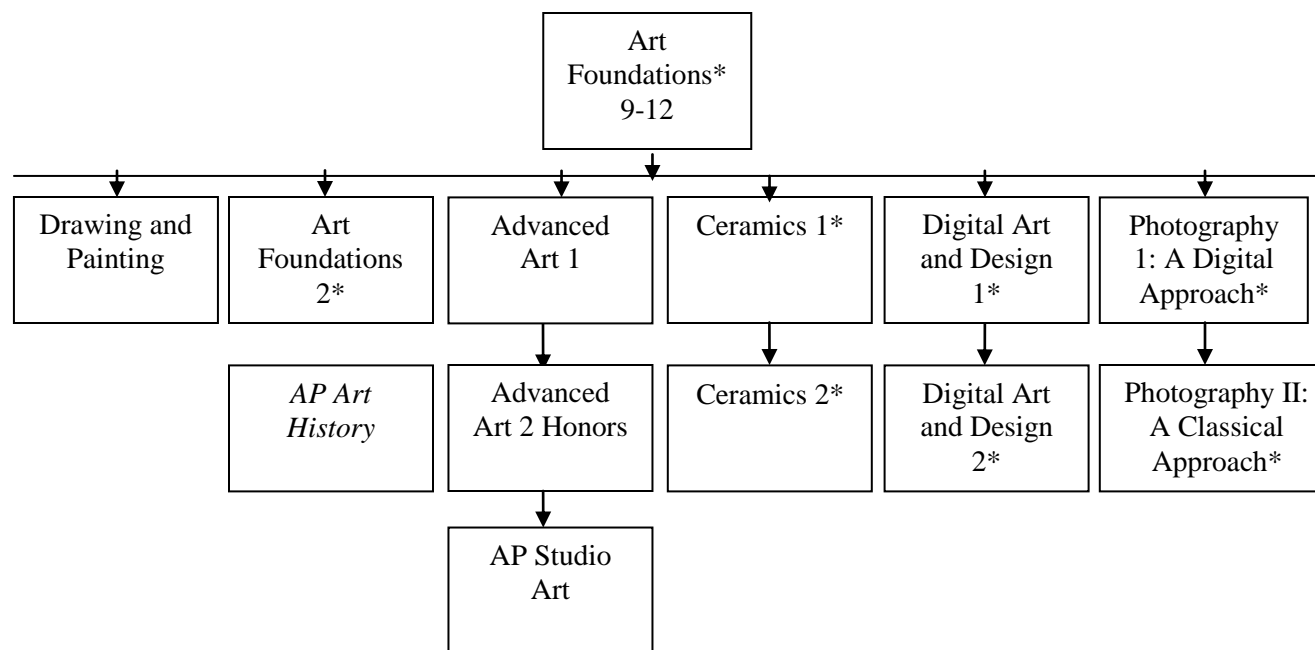 Art
Foundations*
9-12
Drawing and
Painting
Art
Foundations
2*
Advanced
Art 1
Ceramics 1*
Digital Art
and Design
1*
Photography
1: A Digital
Approach*
AP Art
History
Advanced
Art 2 Honors
Ceramics 2*
Digital Art
and Design
2*
Photography II:
A Classical
Approach*
AP Studio
Art